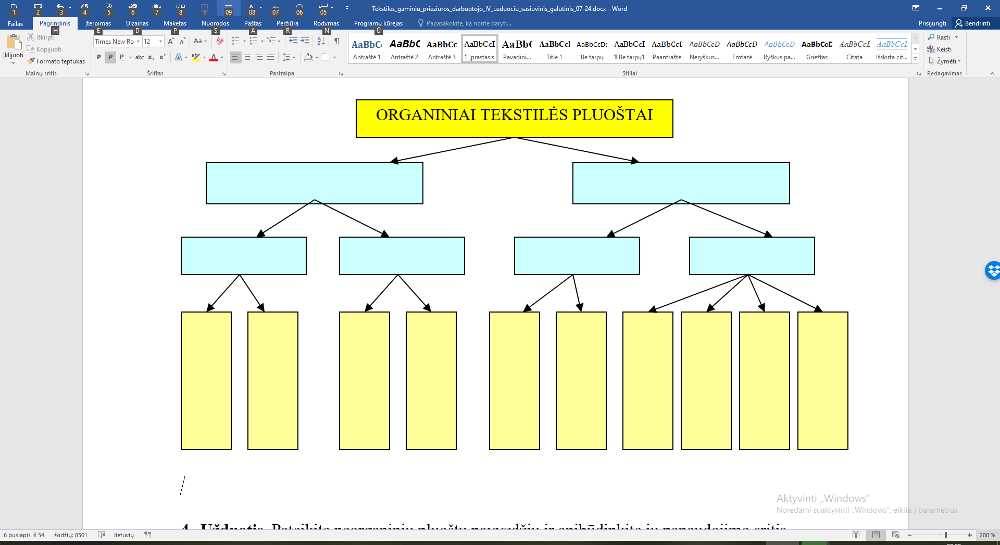 Tekstiles_gaminiu_prieziuros_darbuotojo_IV_uzduociu_sasiuvinis_galutinis_07-24.docx - Word
1 2 3 4 5 6 7 8 9 09 08 07 06 05
Failas Pagrindinis Įterpimas Dizainas Maketas Nuorodos Paštas Peržiūra Rodymas Programų kūrėjas Papasakokite, ką norite daryti... Prisijungti Bendrinti
H E D P S A R N Ū
Įklijuoti
Iškirpti
Kopijuoti
Formato teptukas
Mainų sritis
Times New Ro 12
Šriftas
Pastraipa
AaBbCc AaBbC AaBbCc AaBbCcI AaBbC AaBbCcI AaBbCcDc AaBbCcI AaBbCcI AaBbCcD AaBbCcD AaBbCcD AaBbCcD AaBbCcI AaBbCcI
Antraštė 1 Antraštė 2 Antraštė 3 ¶ Įprastasis Pavadini... Title 1 Be tarpų ¶ Be tarpų1 Paantraštė Neryškus... Emfazė Ryškus pa... Griežtas Citata Išskirta cit...
Stiliai
Rasti
Keisti
Žymėti
Redagavimas
ORGANINIAI TEKSTILĖS PLUOŠTAI
Aktyvinti „Windows“
Norėdami suaktyvinti „Windows“, eikite į parametrus.
4. Užduotis. Pateikite neorganinių pluoštų pavyzdžių ir apibūdinkite jų panaudojimo sritis
6 puslapis iš 54 žodžių: 8501 lietuvių 200 %